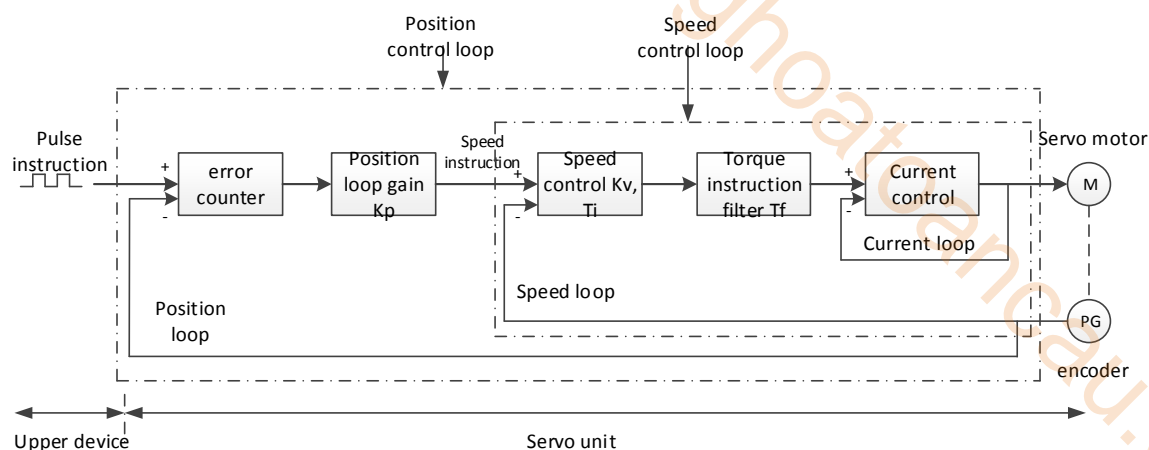 Position
control loop
Speed
control loop
Pulse
instruction
+
-
error
counter
Position
loop gain
Kp
Speed
instruction
+
-
Speed
control Kv,
Ti
Torque
instruction
filter Tf
+
-
Current
control
Current loop
Servo motor
M
Speed loop
Position
loop
PG
encoder
Upper device
Servo unit
ghoatoancau.